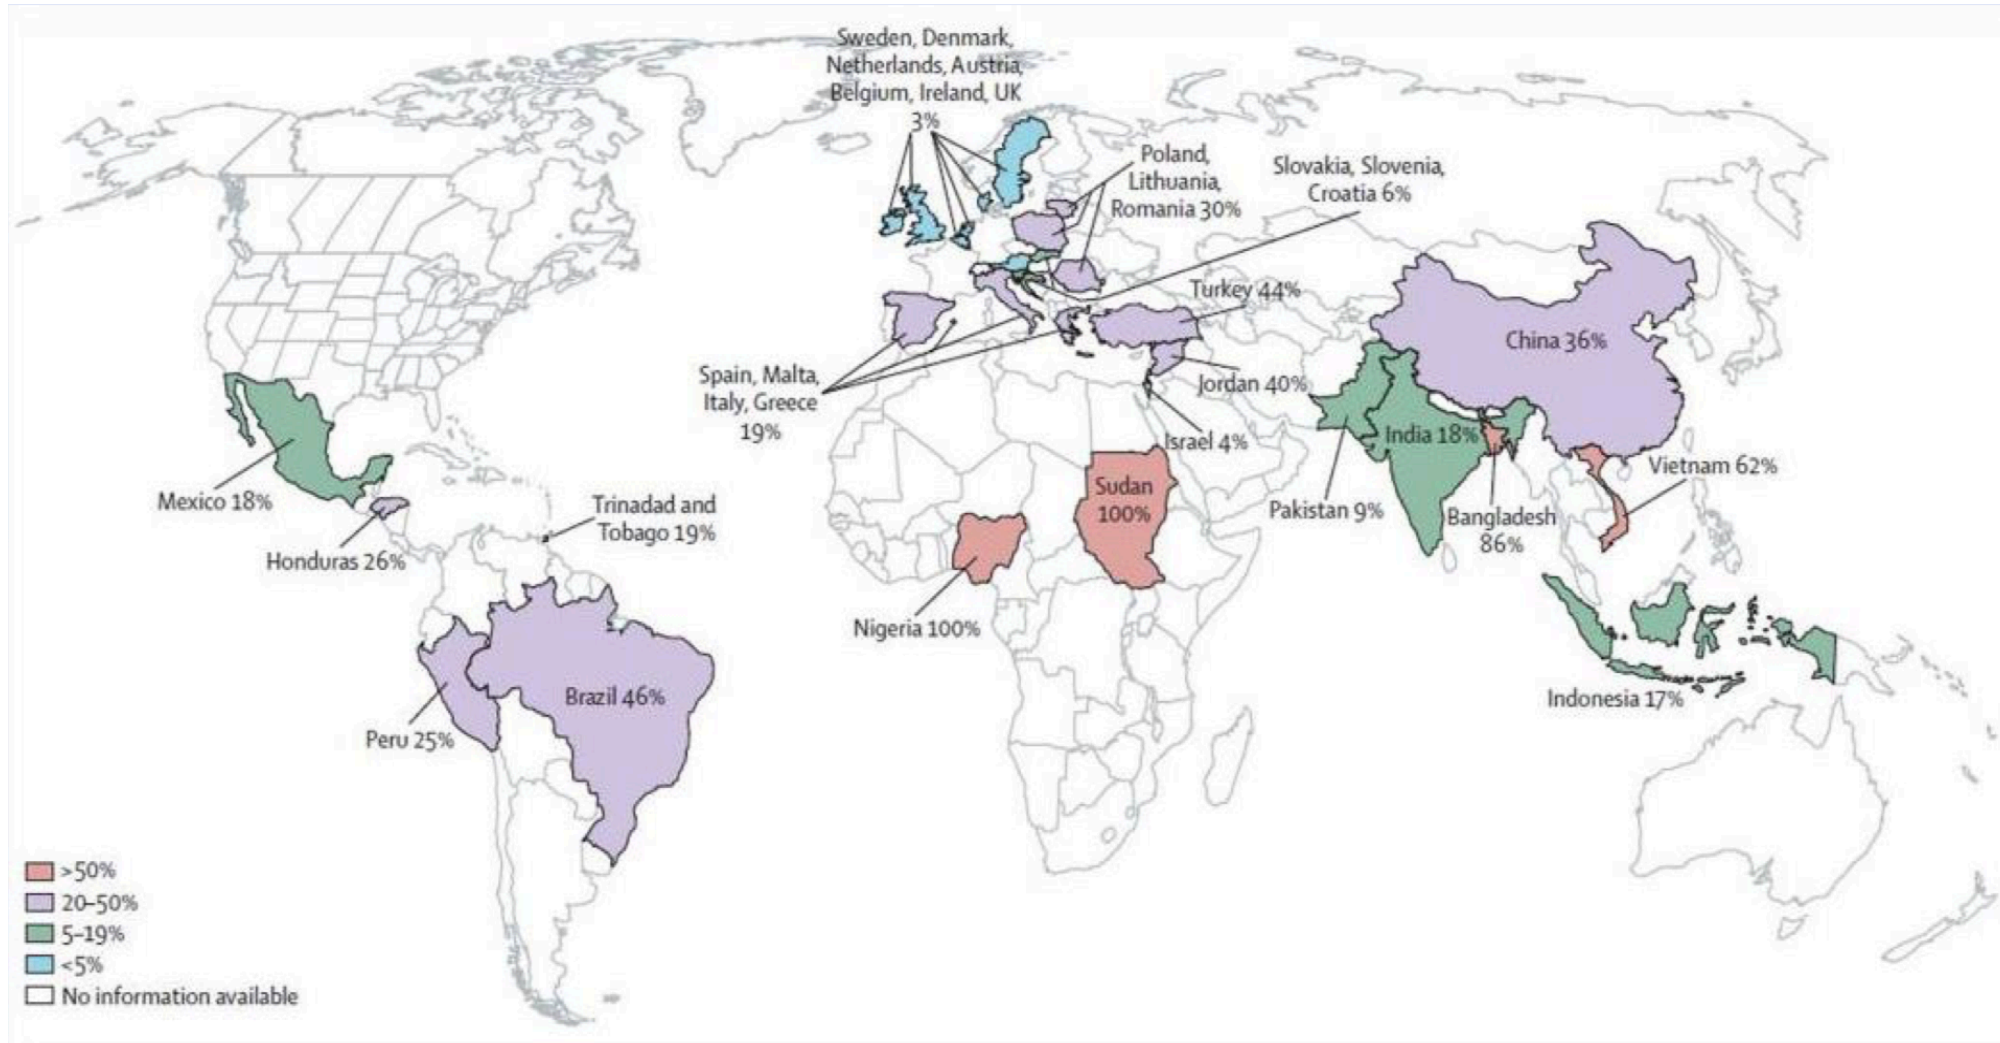 Sweden, Denmark,
Netherlands, Austria,
Belgium, Ireland, UK
3%
Poland,
Lithuania,
Romania 30%
Slovakia, Slovenia,
Croatia 6%
Turkey 44%
China 36%
Spain, Malta,
Italy, Greece
19%
Jordan 40%
Israel 4%
India 18%
Mexico 18%
Vietnam 62%
Sudan
100%
Trinadad and
Tobago 19%
Pakistan 9%
Bangladesh
86%
Honduras 26%
Nigeria 100%
Brazil 46%
Indonesia 17%
Peru 25%
>50%
20–50%
5–19%
<5%
No information available